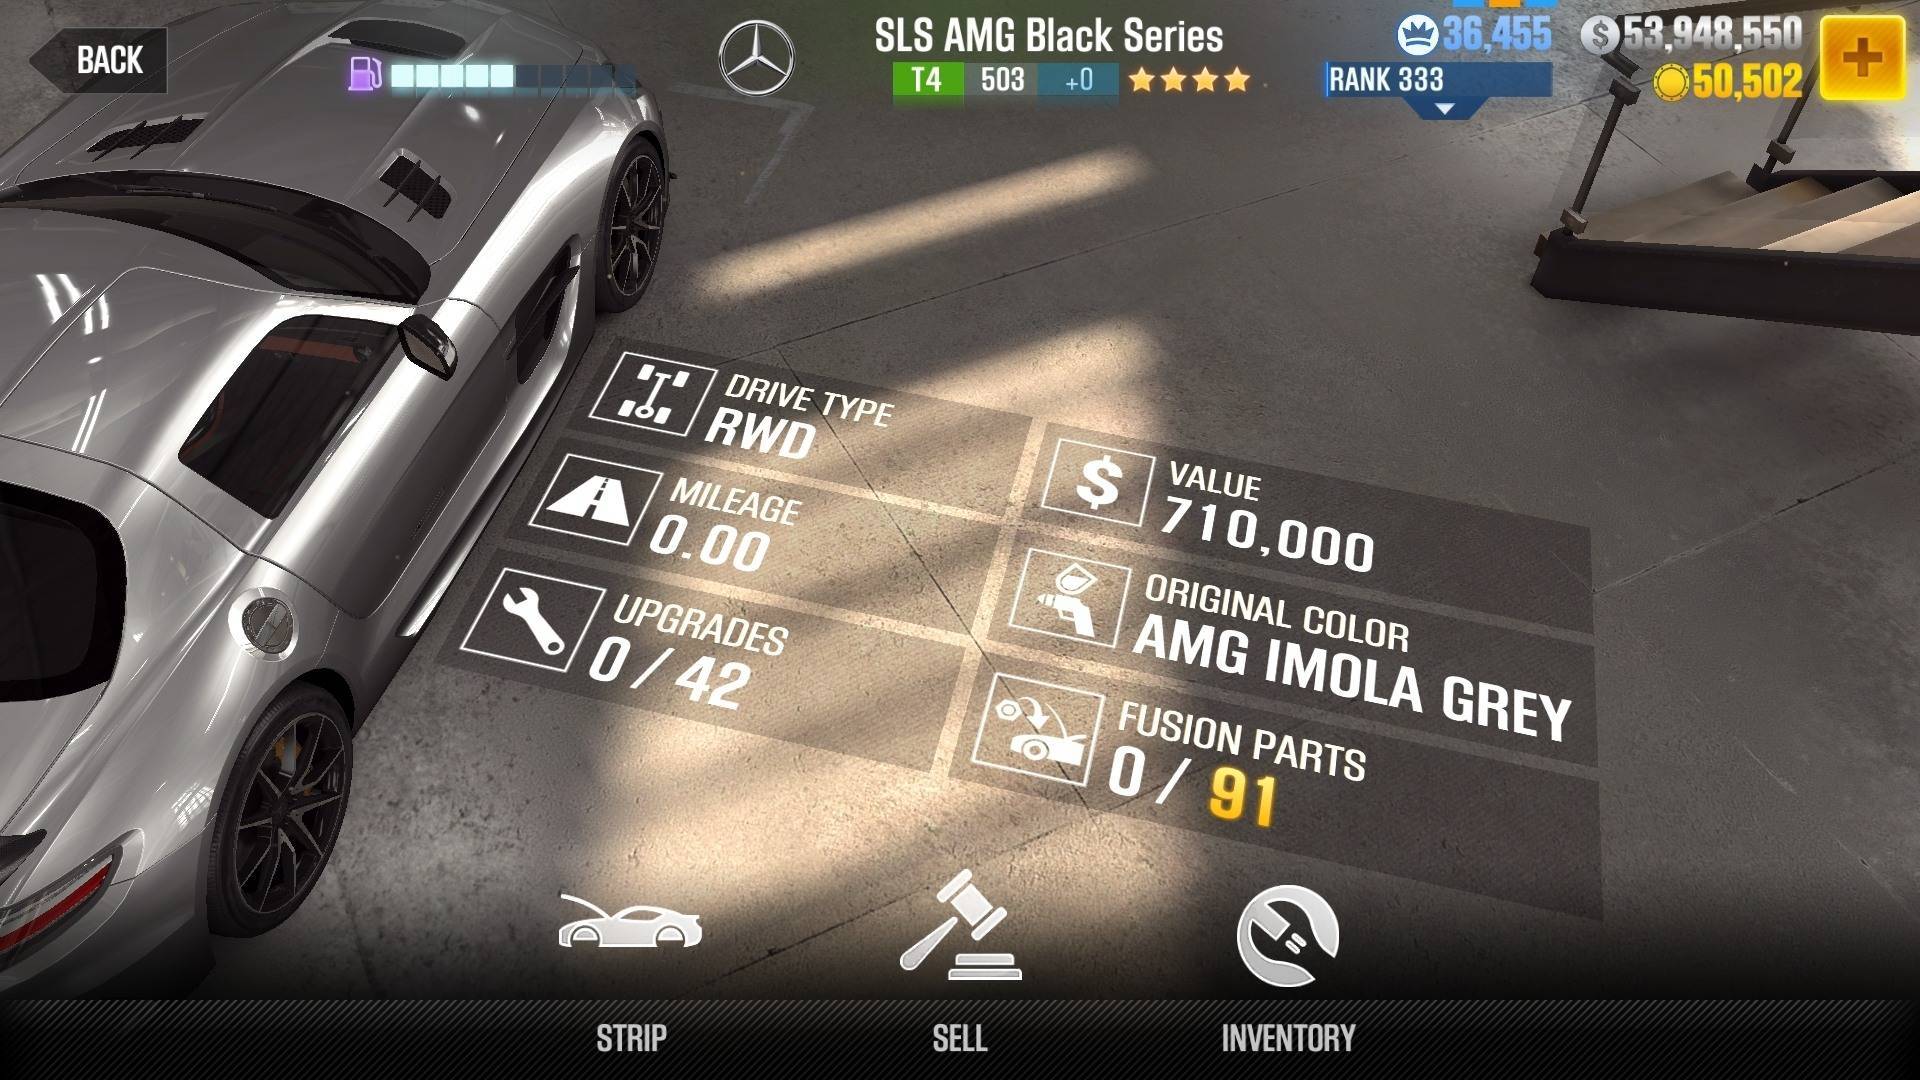 BACK
SLS AMG Black Series
T4 503 +0
36,455
RANK 333
53,948,550
50,502
DRIVE TYPE
RWD
MILEAGE
0.00
UPGRADES
0 / 42
VALUE
710,000
ORIGINAL COLOR
AMG IMOLA GREY
FUSION PARTS
0 / 91
STRIP
SELL
INVENTORY